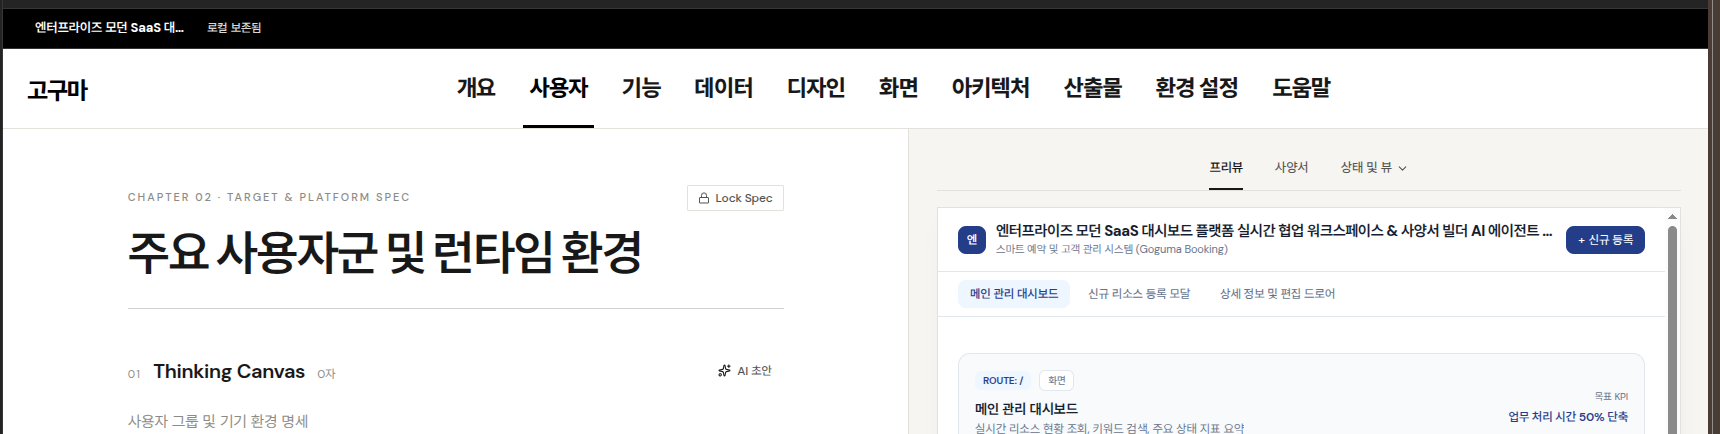 엔터프라이즈 모던 SaaS 대... 로컬 보존됨
고구마 개요 사용자 기능 데이터 디자인 화면 아키텍처 산출물 환경 설정 도움말
CHAPTER 02 · TARGET & PLATFORM SPEC
Lock Spec
주요 사용자군 및 런타임 환경
01 Thinking Canvas 0자
AI 초안
사용자 그룹 및 기기 환경 명세
프리뷰 사양서 상태 및 뷰
엔 엔터프라이즈 모던 SaaS 대시보드 플랫폼 실시간 협업 워크스페이스 & 사양서 빌더 AI 에이전트 ...
스마트 예약 및 고객 관리 시스템 (Goguma Booking)
+ 신규 등록
메인 관리 대시보드 신규 리소스 등록 모달 상세 정보 및 편집 드로어
ROUTE: / 화면
메인 관리 대시보드
실시간 리소스 현황 조회, 키워드 검색, 주요 상태 지표 요약
목표 KPI
업무 처리 시간 50% 단축